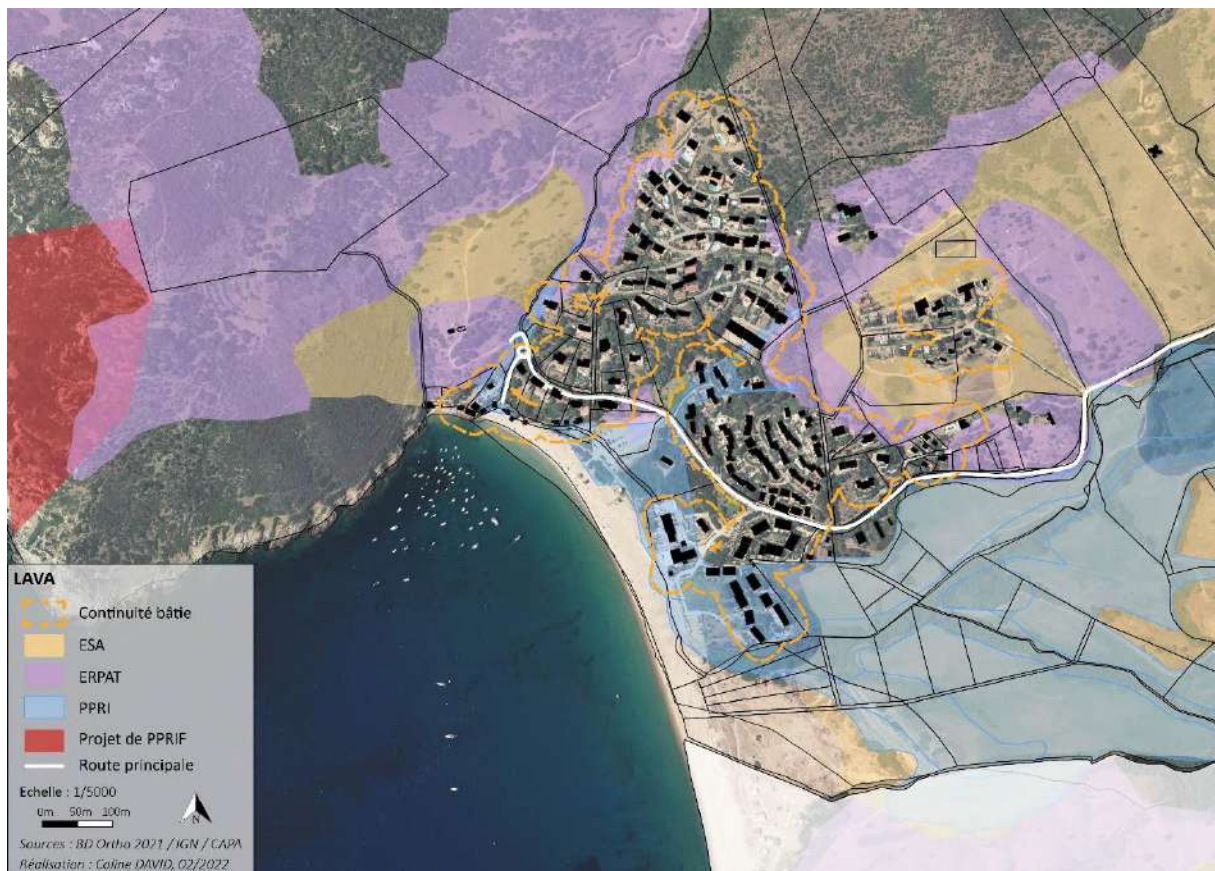 LAVA
Continuité bâtie
ESA
ERPAT
PPRI
Projet de PPRIF
Route principale
Echelle : 1/5000
0m 50m 100m
N
Sources : BD Ortho 2021 / IGN / CAPA
Réalisation : Coline DAVID, 02/2022